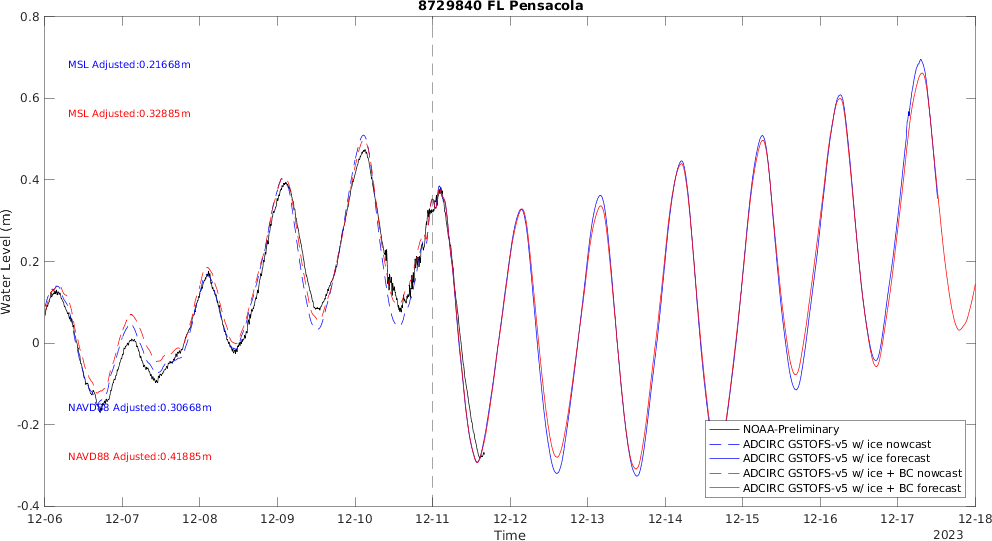 8729840 FL Pensacola
0.8
0.6
0.4
0.2
0
-0.2
-0.4
Water Level (m)
MSL Adjusted:0.21668m
MSL Adjusted:0.32885m
NAVD88 Adjusted:0.30668m
NAVD88 Adjusted:0.41885m
NOAA-Preliminary
ADCIRC GSTOFS-v5 w/ ice nowcast
ADCIRC GSTOFS-v5 w/ ice forecast
ADCIRC GSTOFS-v5 w/ ice + BC nowcast
ADCIRC GSTOFS-v5 w/ ice + BC forecast
12-06 12-07 12-08 12-09 12-10 12-11 12-12 12-13 12-14 12-15 12-16 12-17 12-18
Time
2023